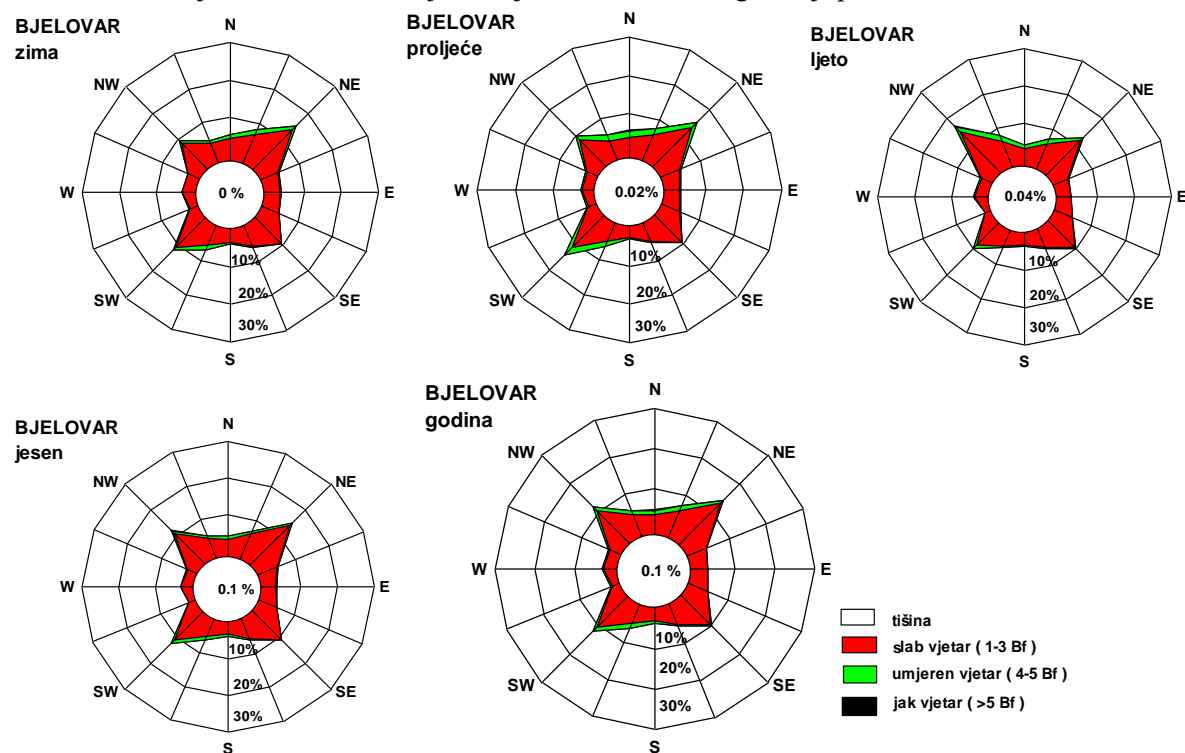 BJELOVAR
zima
N
NW
NE
W
0 %
E
10%
20%
30%
SW
SE
S
BJELOVAR
proljeće
N
NW
NE
W
0.02%
E
10%
20%
30%
SW
SE
S
BJELOVAR
ljeto
N
NW
NE
W
0.04%
E
10%
20%
30%
SW
SE
S
BJELOVAR
jesen
N
NW
NE
W
0.1 %
E
10%
20%
30%
SW
SE
S
BJELOVAR
godina
N
NW
NE
W
0.1 %
E
10%
20%
30%
SW
SE
S
tišina
slab vjetar ( 1-3 Bf )
umjeren vjetar ( 4-5 Bf )
jak vjetar ( >5 Bf )